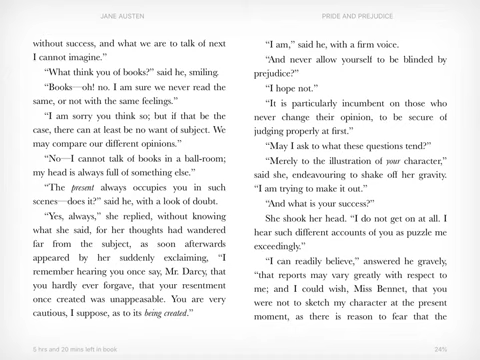 JANE AUSTEN
without success, and what we are to talk of next
I cannot imagine.”
“What think you of books?” said he, smiling.
“Books—oh! no. I am sure we never read the
same, or not with the same feelings.”
“I am sorry you think so; but if that be the
case, there can at least be no want of subject. We
may compare our different opinions.”
“No—I cannot talk of books in a ball-room;
my head is always full of something else.”
“The present always occupies you in such
scenes—does it?” said he, with a look of doubt.
“Yes, always,” she replied, without knowing
what she said, for her thoughts had wandered
far from the subject, as soon afterwards
appeared by her suddenly exclaiming, “I
remember hearing you once say, Mr. Darcy, that
you hardly ever forgave, that your resentment
once created was unappeasable. You are very
cautious, I suppose, as to its being created.”
5 hrs and 20 mins left in book
PRIDE AND PREJUDICE
“I am,” said he, with a firm voice.
“And never allow yourself to be blinded by
prejudice?”
“I hope not.”
“It is particularly incumbent on those who
never change their opinion, to be secure of
judging properly at first.”
“May I ask to what these questions tend?”
“Merely to the illustration of your character,”
said she, endeavouring to shake off her gravity.
“I am trying to make it out.”
“And what is your success?”
She shook her head. “I do not get on at all. I
hear such different accounts of you as puzzle me
exceedingly.”
“I can readily believe,” answered he gravely,
“that reports may vary greatly with respect to
me; and I could wish, Miss Bennet, that you
were not to sketch my character at the present
moment, as there is reason to fear that the
24%